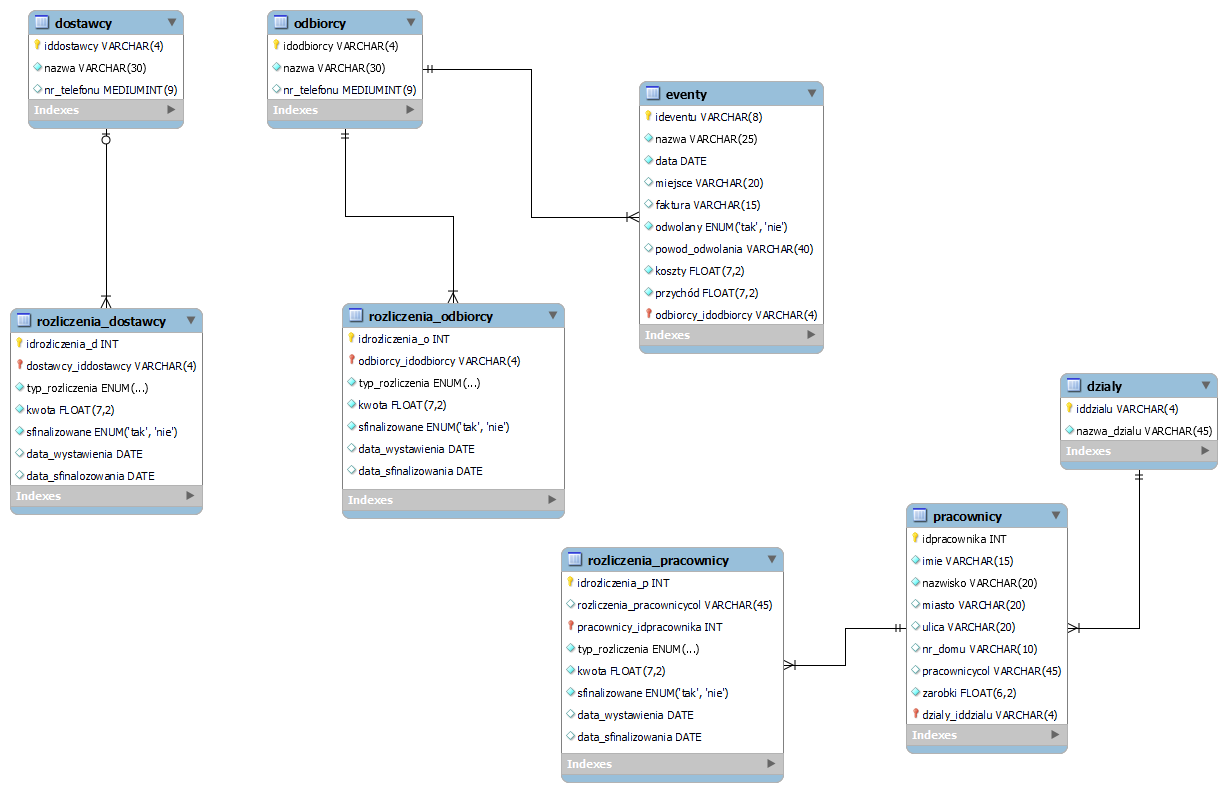 dostawcy
iddostawcy VARCHAR(4)
nazwa VARCHAR(30)
nr_telefonu MEDIUMINT(9)
Indexes
odbiorcy
idodbiorcy VARCHAR(4)
nazwa VARCHAR(30)
nr_telefonu MEDIUMINT(9)
Indexes
eventy
ideventu VARCHAR(8)
nazwa VARCHAR(25)
data DATE
miejsce VARCHAR(20)
faktura VARCHAR(15)
odwolany ENUM('tak', 'nie')
powod_odwolania VARCHAR(40)
koszty FLOAT(7,2)
przychód FLOAT(7,2)
odbiorcy_idodbiorcy VARCHAR(4)
Indexes
rozliczenia_dostawcy
idrozliczenia_d INT
dostawcy_iddostawcy VARCHAR(4)
typ_rozliczenia ENUM(...)
kwota FLOAT(7,2)
sfinalizowane ENUM('tak', 'nie')
data_wystawienia DATE
data_sfinalozowania DATE
Indexes
rozliczenia_odbiorcy
idrozliczenia_o INT
odbiorcy_idodbiorcy VARCHAR(4)
typ_rozliczenia ENUM(...)
kwota FLOAT(7,2)
sfinalizowane ENUM('tak', 'nie')
data_wystawienia DATE
data_sfinalizowania DATE
Indexes
dzialy
iddzialu VARCHAR(4)
nazwa_dzialu VARCHAR(45)
Indexes
pracownicy
idpracownika INT
imie VARCHAR(15)
nazwisko VARCHAR(20)
miasto VARCHAR(20)
ulica VARCHAR(20)
nr_domu VARCHAR(10)
pracownicycol VARCHAR(45)
zarobki FLOAT(6,2)
dzialy_iddzialu VARCHAR(4)
Indexes
rozliczenia_pracownicy
idrozliczenia_p INT
rozliczenia_pracownicycol VARCHAR(45)
pracownicy_idpracownika INT
typ_rozliczenia ENUM(...)
kwota FLOAT(7,2)
sfinalizowane ENUM('tak', 'nie')
data_wystawienia DATE
data_sfinalizowania DATE
Indexes